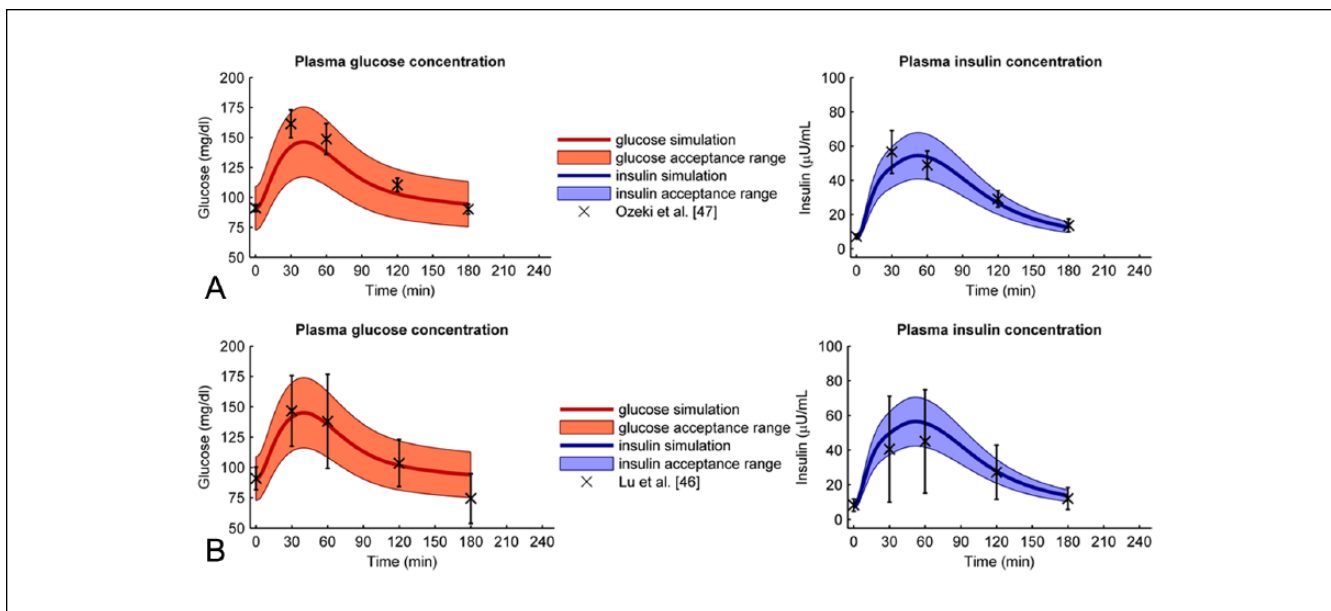 Plasma glucose concentration
200
175
150
125
100
75
50
Glucose (mg/dl)
0 30 60 90 120 150 180 210 240
Time (min)
A
glucose simulation
glucose acceptance range
insulin simulation
insulin acceptance range
Ozeki et al. [47]
Plasma insulin concentration
100
80
60
40
20
0
Insulin (μU/mL
0 30 60 90 120 150 180 210 240
Time (min)
Plasma glucose concentration
200
175
150
125
100
75
50
Glucose (mg/dl)
0 30 60 90 120 150 180 210 240
Time (min)
B
glucose simulation
glucose acceptance range
insulin simulation
insulin acceptance range
Lu et al. [46]
Plasma insulin concentration
100
80
60
40
20
0
Insulin (μU/mL
0 30 60 90 120 150 180 210 240
Time (min)